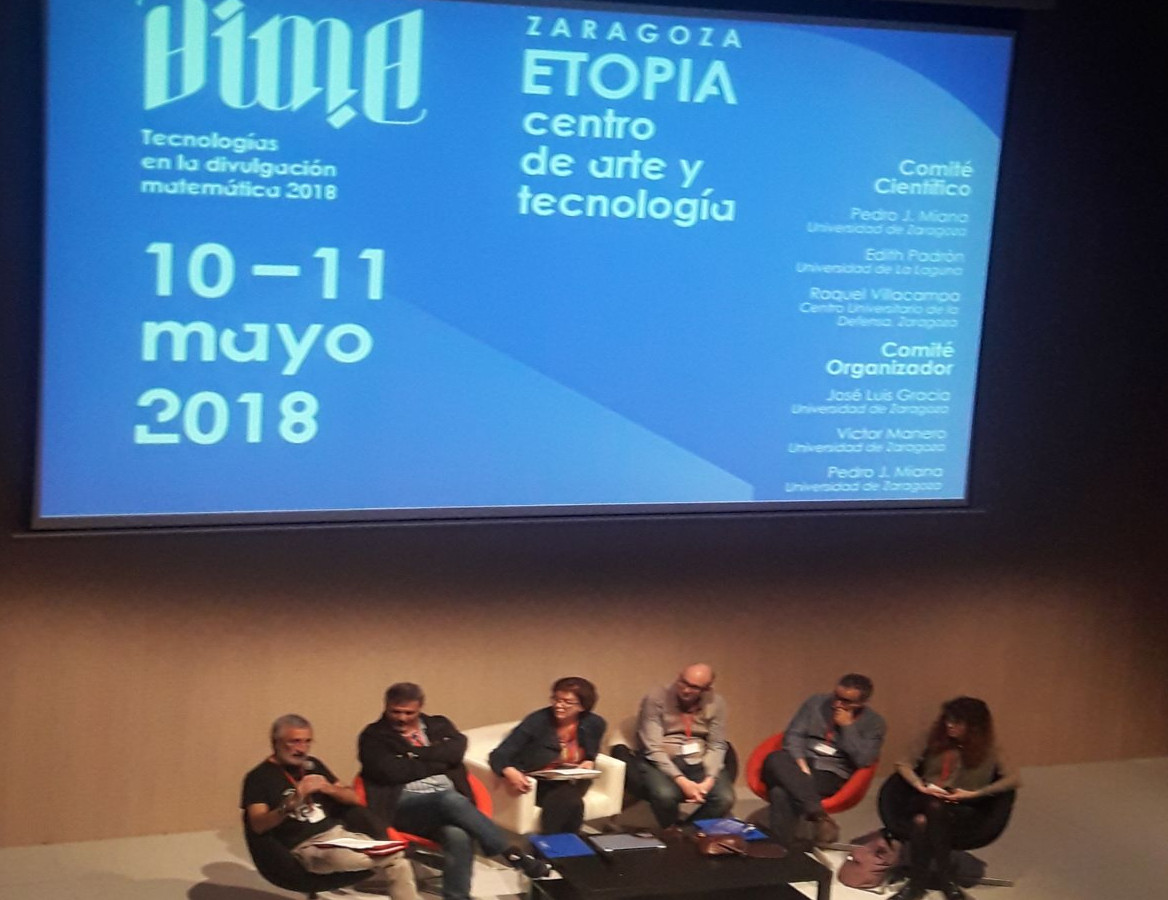 Tecnologías
en la divulgación
matemática 2018
10 – 11
mayo
2018
ZARAGOZA
ETOPIA
centro
de arte y
tecnología
Comité
Científico
Pedro J. Miana
Universidad de Zaragoza
Edith Padrón
Universidad de La Laguna
Raquel Villacampa
Centro Universitario de la
Defensa, Zaragoza
Comité
Organizador
José Luis Gracia
Universidad de Zaragoza
Víctor Manero
Universidad de Zaragoza
Pedro J. Miana
Universidad de Zaragoza